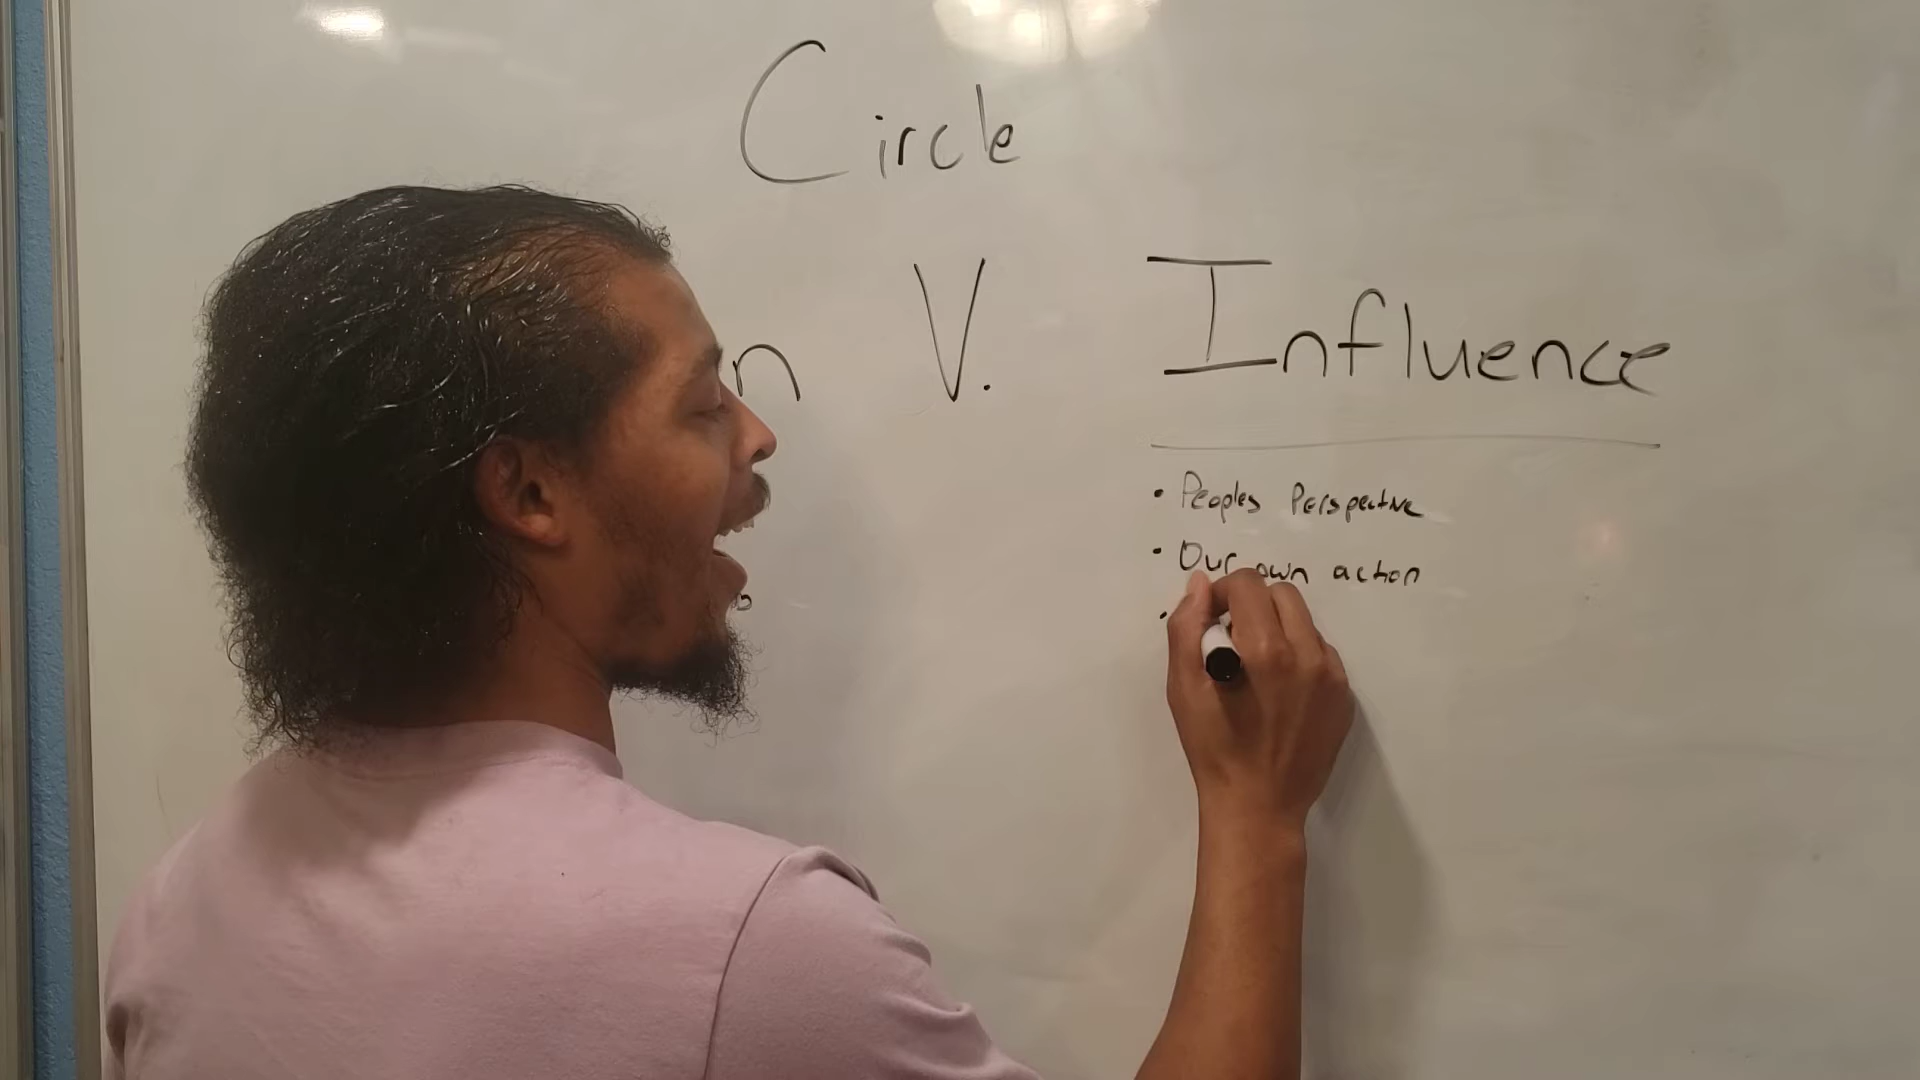 Circle
n V. Influence
• Peoples Perspective
• Our own action
•